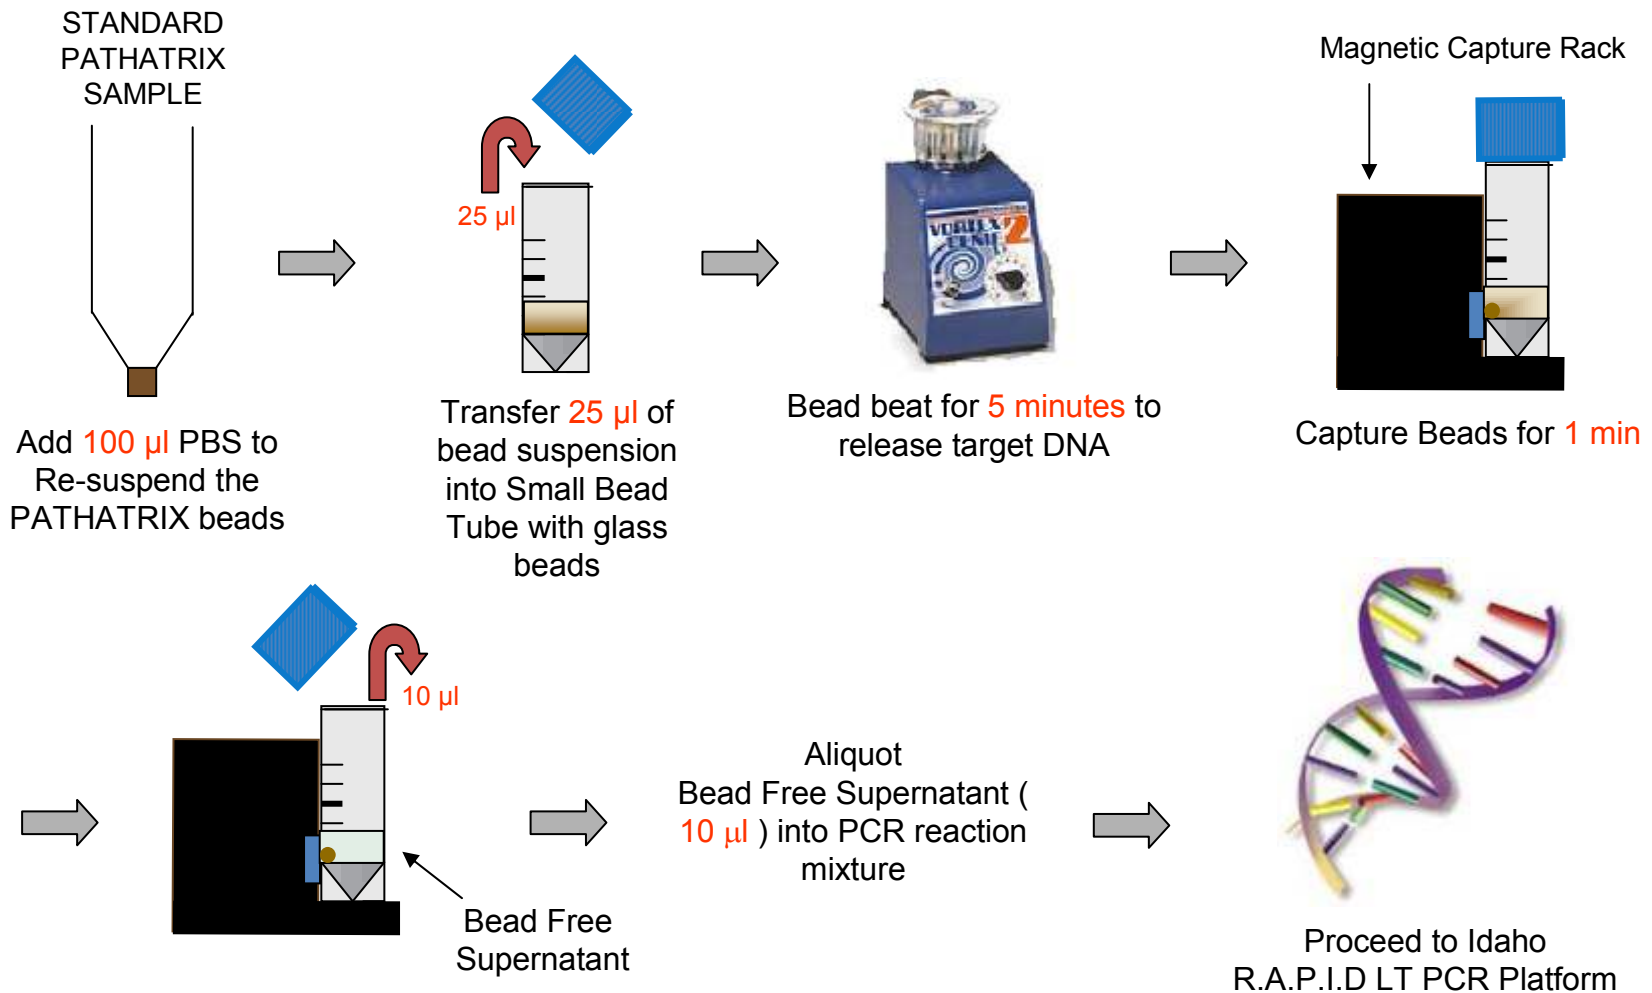 STANDARD
PATHATRIX
SAMPLE
Add 100 µl PBS to
Re-suspend the
PATHATRIX beads
25 µl
Transfer 25 µl of
bead suspension
into Small Bead
Tube with glass
beads
VORTEX
GENIE 2
Bead beat for 5 minutes to
release target DNA
Magnetic Capture Rack
Capture Beads for 1 min
10 µl
Bead Free
Supernatant
Aliquot
Bead Free Supernatant (
10 µl ) into PCR reaction
mixture
Proceed to Idaho
R.A.P.I.D LT PCR Platform